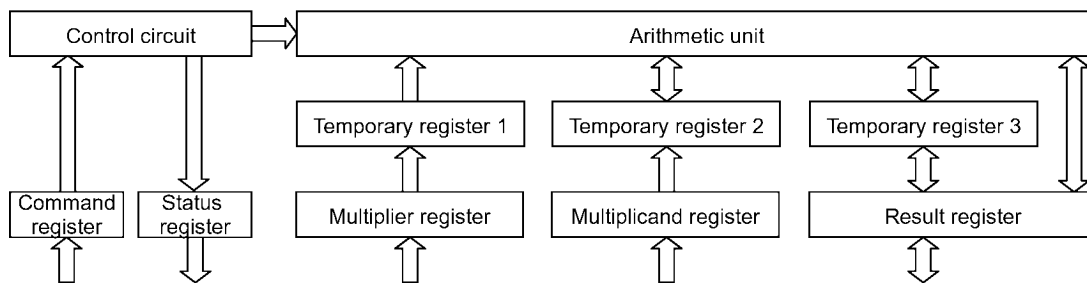 Control circuit
Arithmetic unit
Temporary register 1
Temporary register 2
Temporary register 3
Command
register
Status
register
Multiplier register
Multiplicand register
Result register